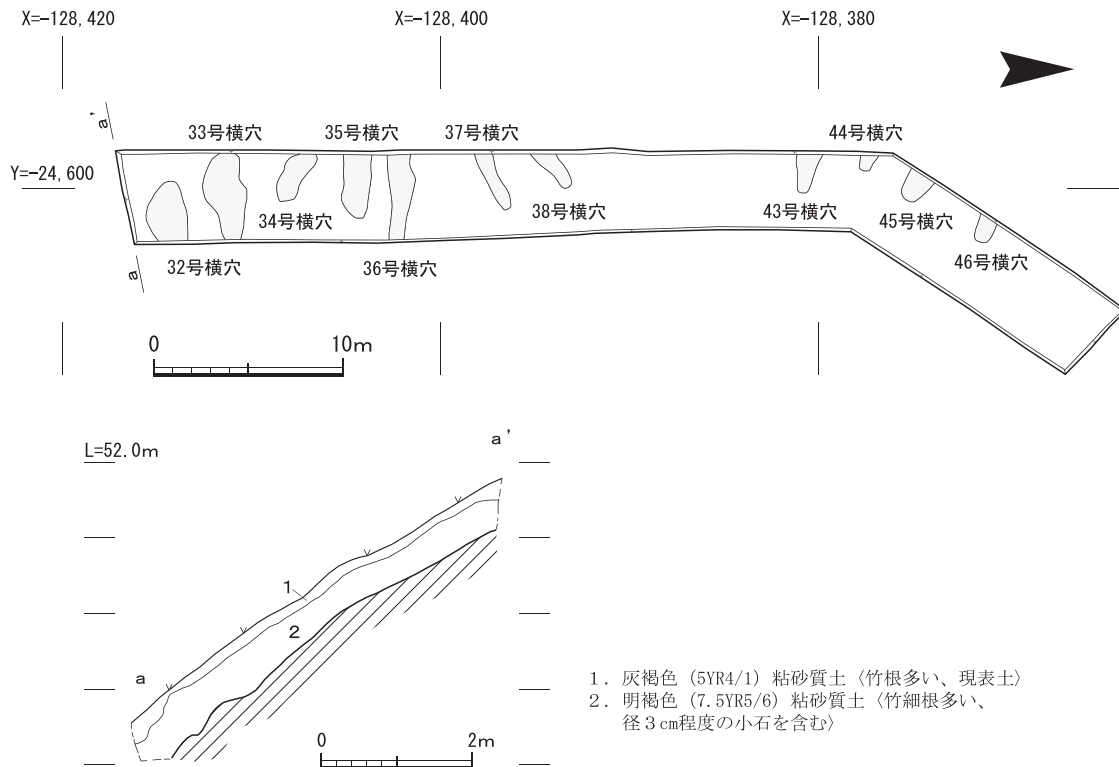 X=-128,420
X=-128,400
X=-128,380
a'
33号横穴
35号横穴
37号横穴
44号横穴
Y=-24,600
34号横穴
38号横穴
43号横穴
45号横穴
a
32号横穴
36号横穴
46号横穴
0
10m
L=52.0m
a'
1
2
a
0
2m
1. 灰褐色 (5YR4/1) 粘砂質土〈竹根多い、現表土〉
2. 明褐色 (7.5YR5/6) 粘砂質土〈竹細根多い、
径3cm程度の小石を含む〉